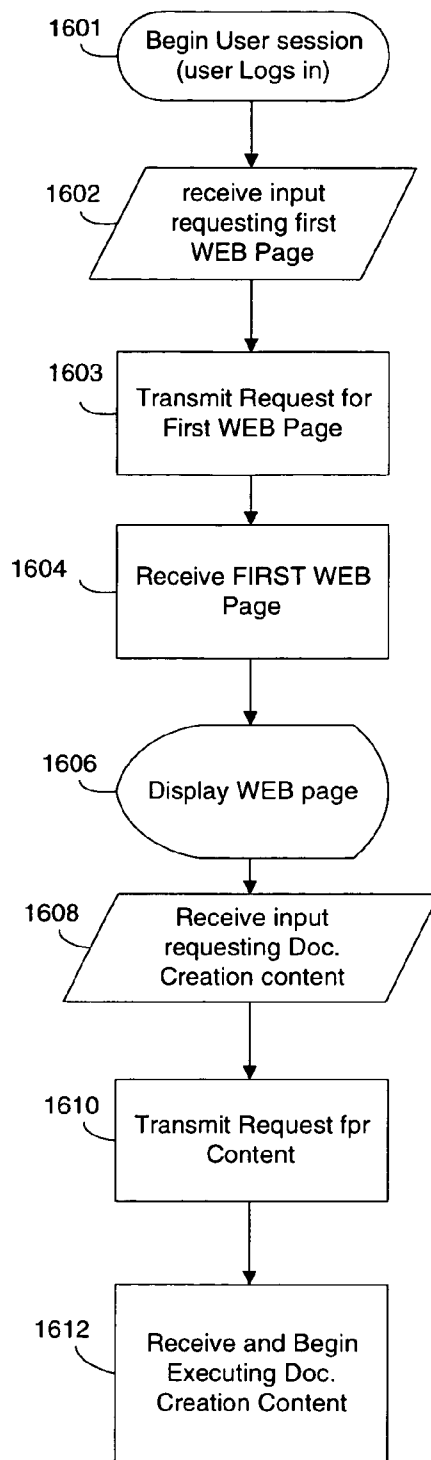 1601
Begin User session
(user Logs in)
1602
receive input
requesting first
WEB Page
1603
Transmit Request for
First WEB Page
1604
Receive FIRST WEB
Page
1606
Display WEB page
1608
Receive input
requesting Doc.
Creation content
1610
Transmit Request fpr
Content
1612
Receive and Begin
Executing Doc.
Creation Content